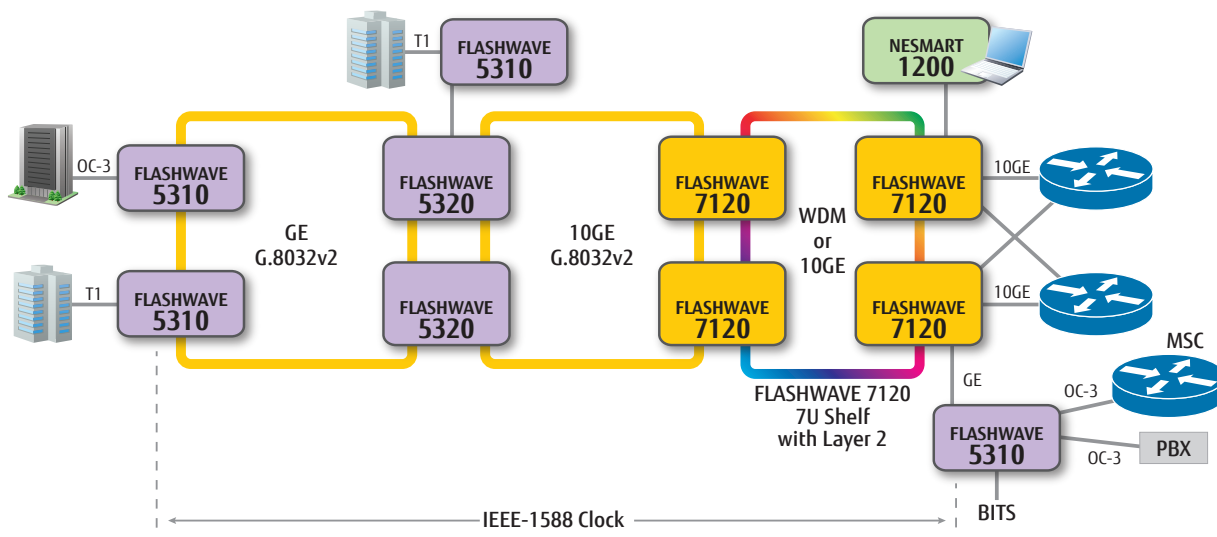 T1
FLASHWAVE
5310
NESMART
1200
OC-3
FLASHWAVE
5310
FLASHWAVE
5320
FLASHWAVE
7120
FLASHWAVE
7120
10GE
GE
G.8032v2
10GE
G.8032v2
WDM
or
10GE
T1
FLASHWAVE
5310
FLASHWAVE
5320
FLASHWAVE
7120
FLASHWAVE
7120
10GE
MSC
GE
FLASHWAVE 7120
7U Shelf
with Layer 2
OC-3
FLASHWAVE
5310
OC-3
PBX
BITS
IEEE-1588 Clock